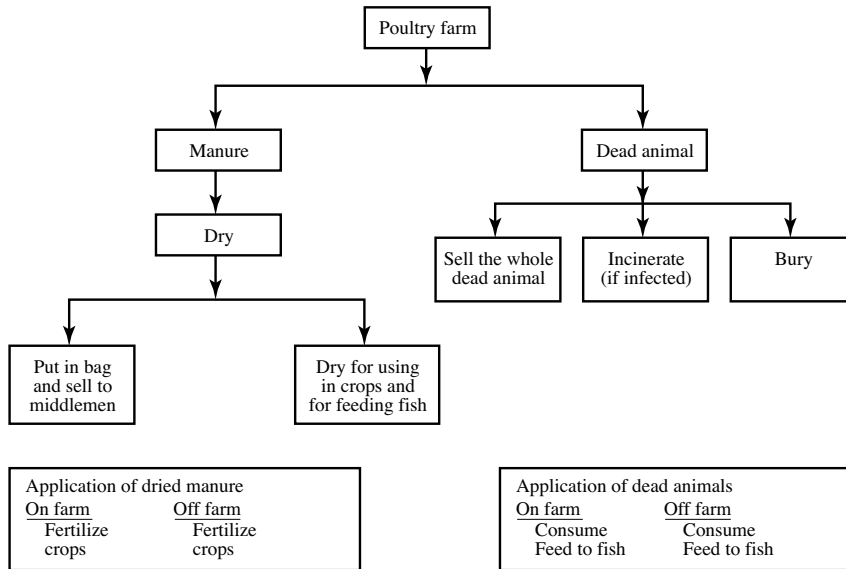 Poultry farm
Manure
Dead animal
Dry
Sell the whole
dead animal
Incinerate
(if infected)
Bury
Put in bag
and sell to
middlemen
Dry for using
in crops and
for feeding fish
Application of dried manure
On farm Off farm
Fertilize Fertilize
crops crops
Application of dead animals
On farm Off farm
Consume Consume
Feed to fish Feed to fish